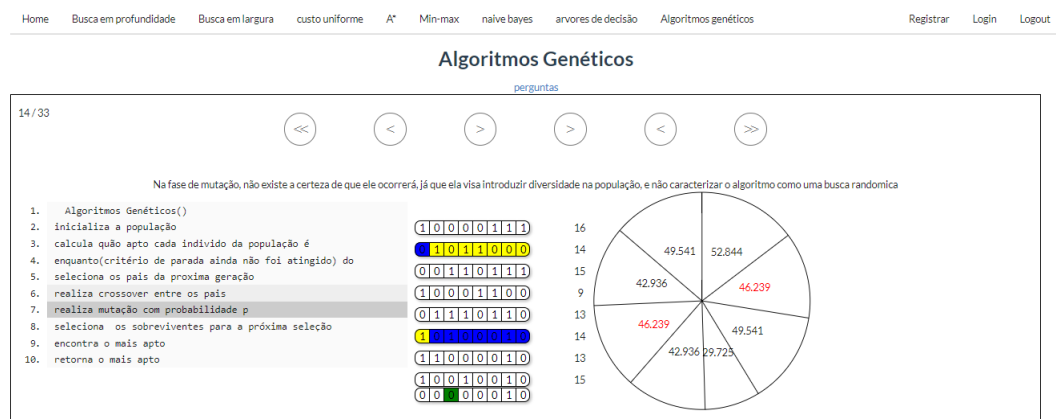 Home Busca em profundidade Busca em largura custo uniforme A* Min-max naive bayes arvores de decisão Algoritmos genéticos Registrar Login Logout
Algoritmos Genéticos
perguntas
14 / 33
<< < > > < >>
Na fase de mutação, não existe a certeza de que ele ocorrerá, já que ela visa introduzir diversidade na população, e não caracterizar o algoritmo como uma busca randomica
1. Algoritmos Genéticos()
2. inicializa a população
3. calcula quão apto cada individo da população é
4. enquanto(critério de parada ainda não foi atingido) do
5. seleciona os pais da proxima geração
6. realiza crossover entre os pais
7. realiza mutação com probabilidade p
8. seleciona os sobreviventes para a próxima seleção
9. encontra o mais apto
10. retorna o mais apto
1 0 0 0 0 1 1 1 16
1 0 1 1 0 0 0 14
0 0 1 1 0 1 1 1 15
1 0 0 0 1 1 0 0 9
0 1 1 1 0 1 1 0 13
1 0 1 1 0 0 1 0 14
1 1 0 0 0 0 1 0 13
1 0 0 1 0 0 1 0 15
0 0 0 0 0 0 1 0
49.541 52.844
42.936 46.239
46.239 49.541
42.936 29.725